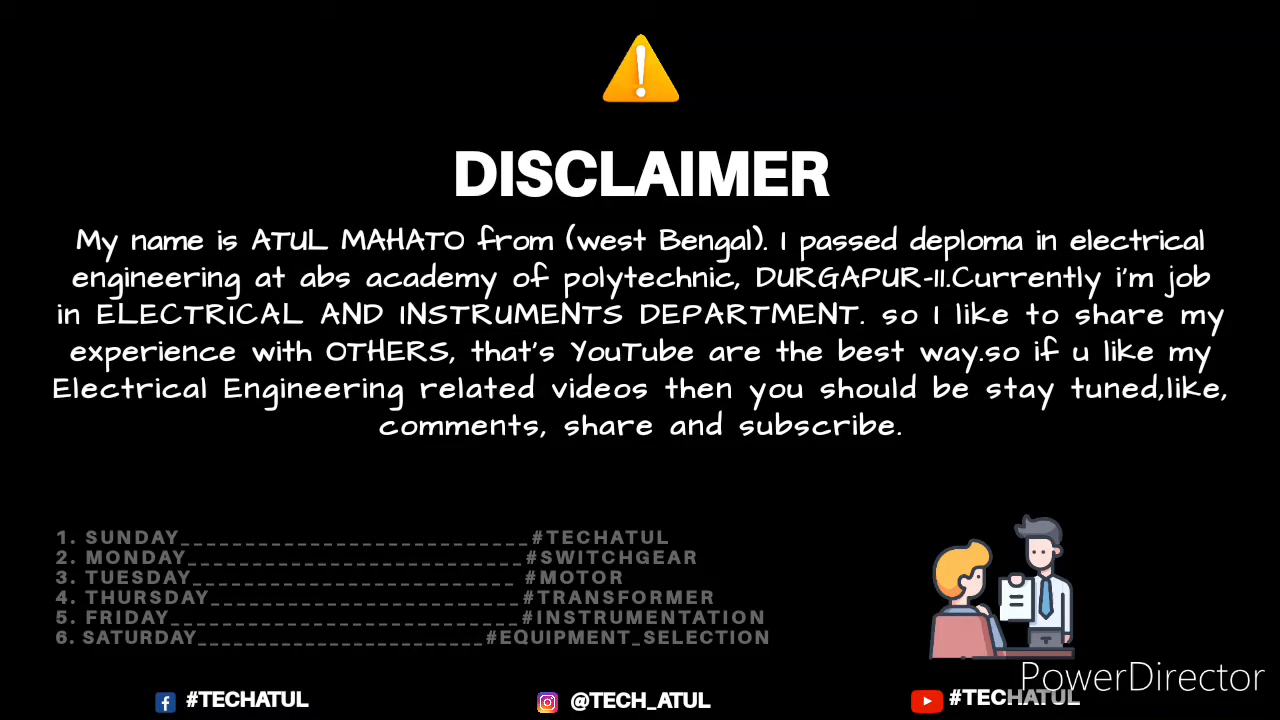 DISCLAIMER
My name is ATUL MAHATO from (west Bengal). I passed deploma in electrical
engineering at abs academy of polytechnic, DURGAPUR-II.Currently i'm job
in ELECTRICAL AND INSTRUMENTS DEPARTMENT. so I like to share my
experience with OTHERS, that's YouTube are the best way.so if u like my
Electrical Engineering related videos then you should be stay tuned,like,
comments, share and subscribe.
1. SUNDAY___________________________#TECHATUL
2. MONDAY__________________________#SWITCHGEAR
3. TUESDAY_________________________ #MOTOR
4. THURSDAY________________________#TRANSFORMER
5. FRIDAY___________________________#INSTRUMENTATION
6. SATURDAY______________________#EQUIPMENT_SELECTION
PowerDirector
#TECHATUL @TECH_ATUL #TECHATUL